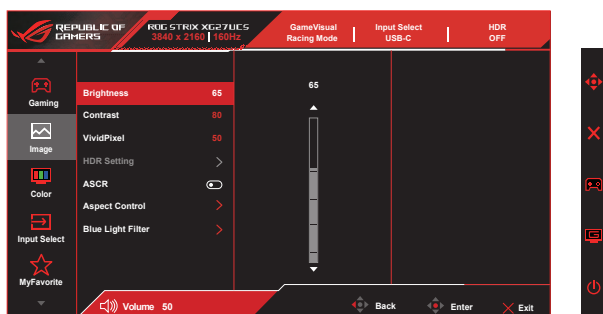 REPUBLIC OF
GAMERS
ROG STRIX XG27UCS
3840 x 2160 160Hz
GameVisual
Racing Mode
Input Select
USB-C
HDR
OFF
Gaming
Image
Color
Input Select
MyFavorite
Brightness 65
Contrast 80
VividPixel 50
HDR Setting
ASCR
Aspect Control
Blue Light Filter
65
Volume 50
Back
Enter
Exit